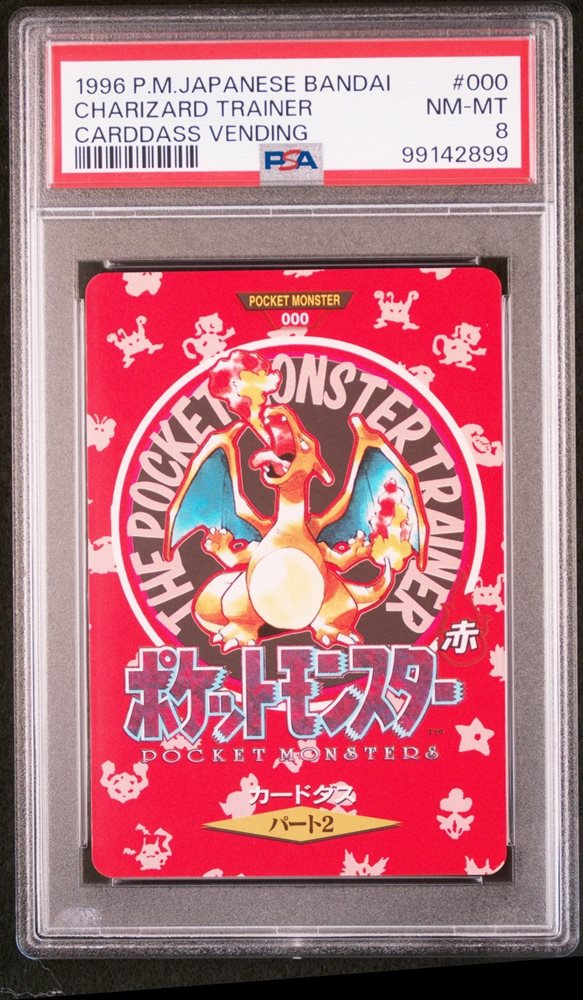 1996 P.M.JAPANESE BANDAI #000
CHARIZARD TRAINER NM-MT
CARDDASS VENDING 8
PSA 99142899
POCKET MONSTER
000
THE POCKET MONSTER TRAINER
赤
ポケットモンスター
TM
POCKET MONSTERS
カードダス
パート2